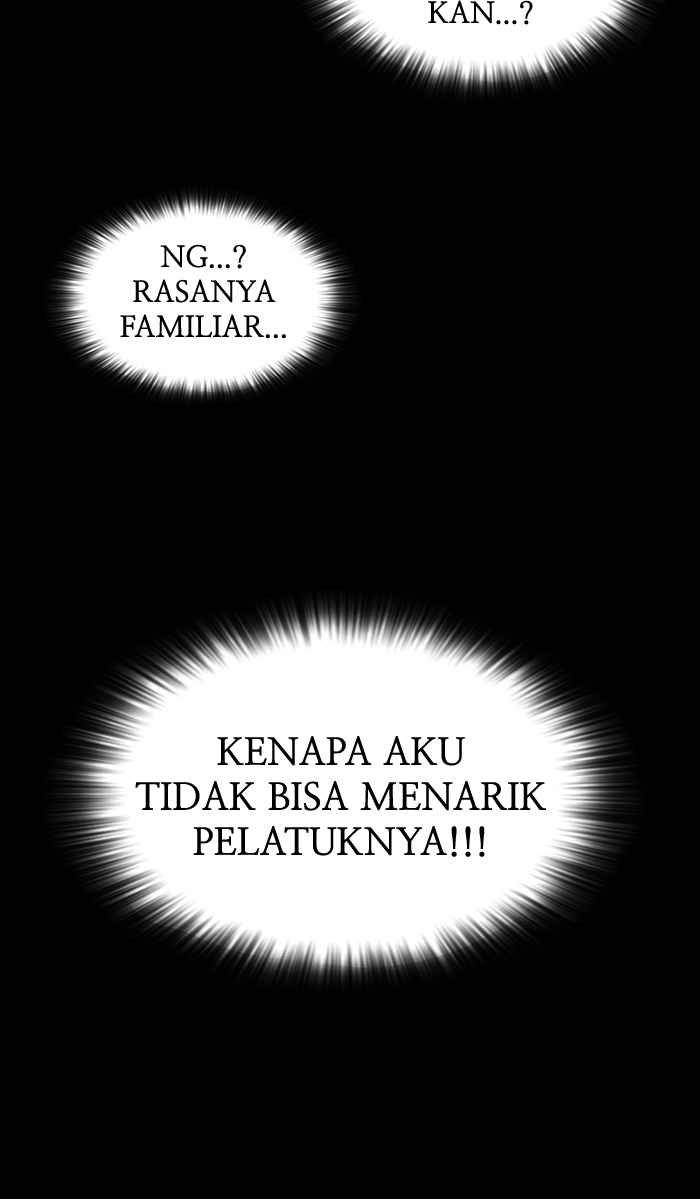 KAN...?
NG...?
RASANYA
FAMILIAR...
KENAPA AKU
TIDAK BISA MENARIK
PELATUKNYA!!!